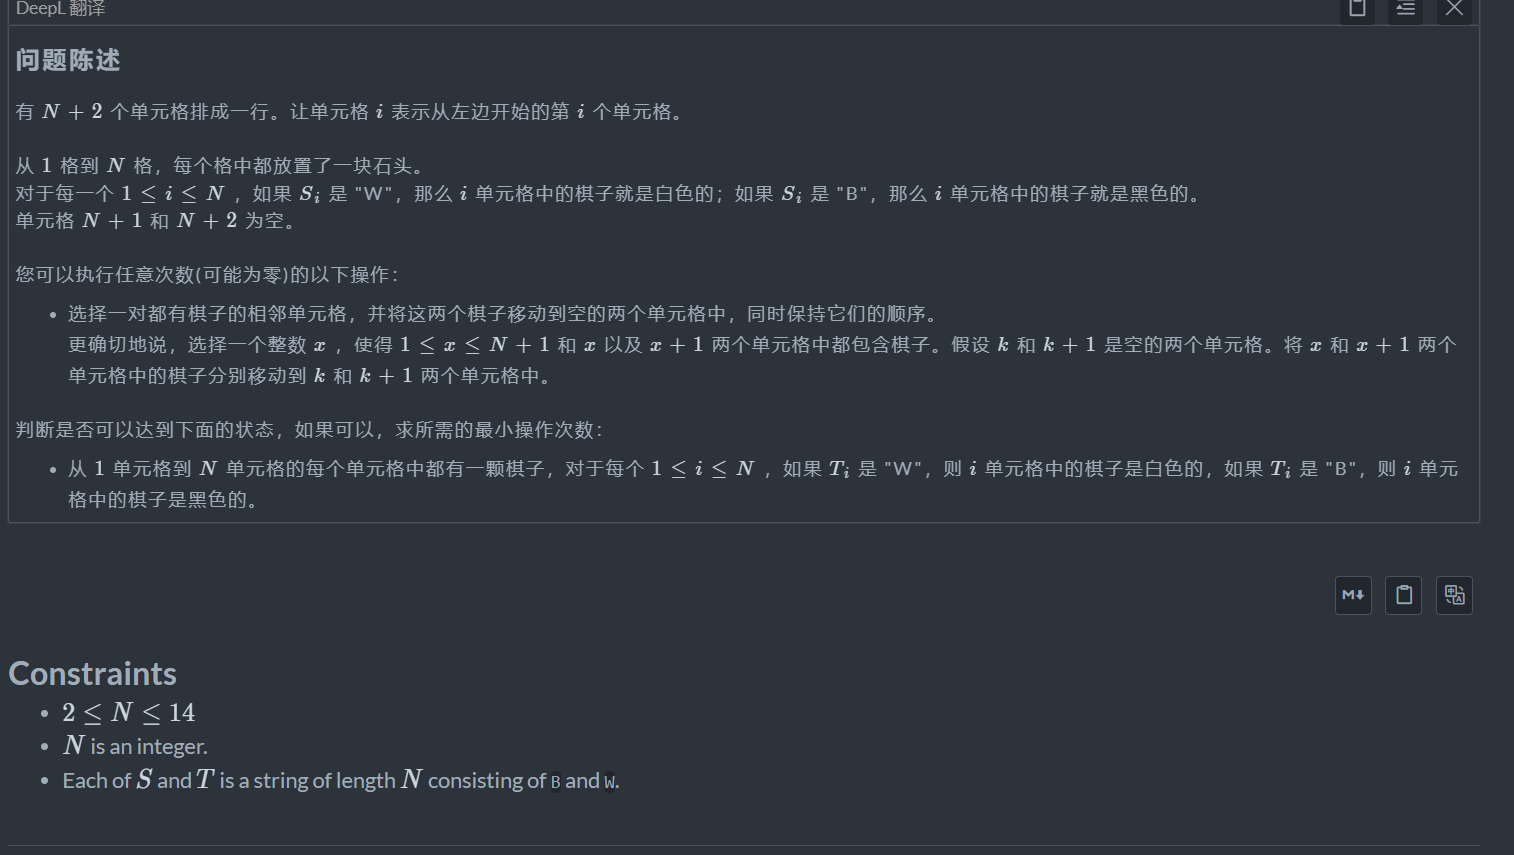 DeepL 翻译
问题陈述
有 N + 2 个单元格排成一行。让单元格 i 表示从左边开始的第 i 个单元格。
从 1 格到 N 格，每个格中都放置了一块石头。
对于每一个 1 ≤ i ≤ N ，如果 Sᵢ 是 "W"，那么 i 单元格中的棋子就是白色的；如果 Sᵢ 是 "B"，那么 i 单元格中的棋子就是黑色的。
单元格 N + 1 和 N + 2 为空。
您可以执行任意次数(可能为零)的以下操作：
• 选择一对都有棋子的相邻单元格，并将这两个棋子移动到空的两个单元格中，同时保持它们的顺序。
更确切地说，选择一个整数 x ，使得 1 ≤ x ≤ N + 1 和 x 以及 x + 1 两个单元格中都包含棋子。假设 k 和 k + 1 是空的两个单元格。将 x 和 x + 1 两个
单元格中的棋子分别移动到 k 和 k + 1 两个单元格中。
判断是否可以达到下面的状态，如果可以，求所需的最小操作次数：
• 从 1 单元格到 N 单元格的每个单元格中都有一颗棋子，对于每个 1 ≤ i ≤ N ，如果 Tᵢ 是 "W"，则 i 单元格中的棋子是白色的，如果 Tᵢ 是 "B"，则 i 单元
格中的棋子是黑色的。
M↓
Constraints
• 2 ≤ N ≤ 14
• N is an integer.
• Each of S and T is a string of length N consisting of B and W.